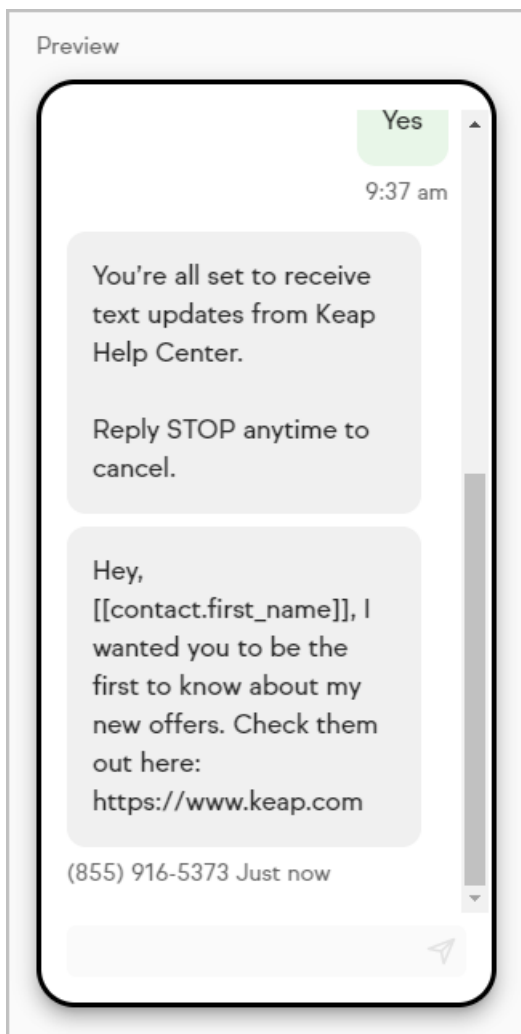 Preview
Yes
9:37 am
You're all set to receive
text updates from Keap
Help Center.
Reply STOP anytime to
cancel.
Hey,
[[contact.first_name]], I
wanted you to be the
first to know about my
new offers. Check them
out here:
https://www.keap.com
(855) 916-5373 Just now